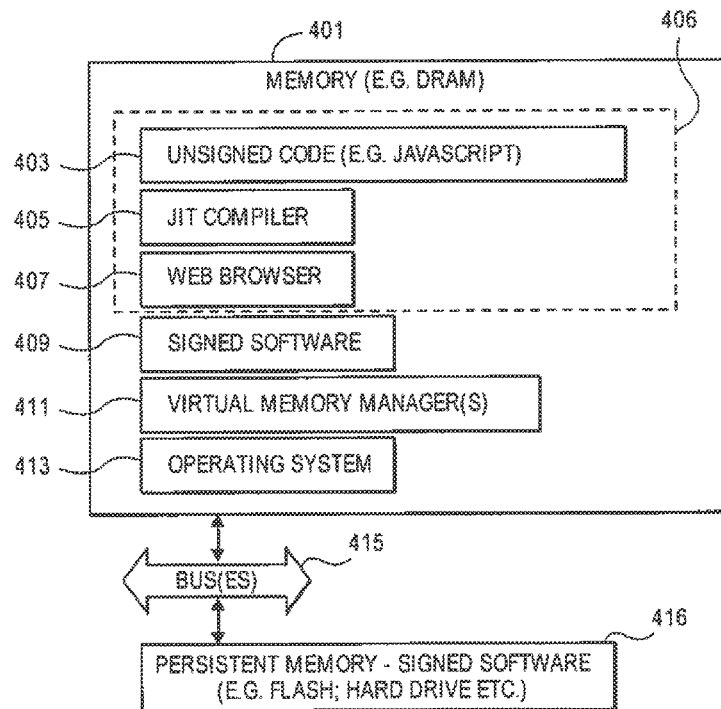 401
406
MEMORY (E.G. DRAM)
403
UNSIGNED CODE (E.G. JAVASCRIPT)
405
JIT COMPILER
407
WEB BROWSER
409
SIGNED SOFTWARE
411
VIRTUAL MEMORY MANAGER(S)
413
OPERATING SYSTEM
415
BUS(ES)
416
PERSISTENT MEMORY - SIGNED SOFTWARE
(E.G. FLASH; HARD DRIVE ETC.)